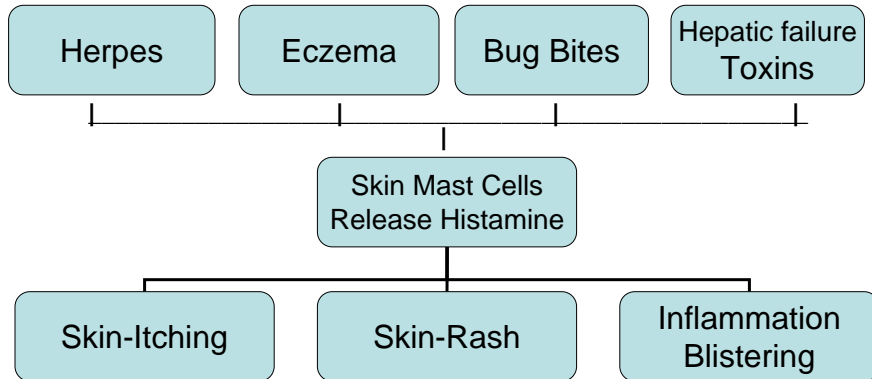 Herpes
Eczema
Bug Bites
Hepatic failure
Toxins
Skin Mast Cells
Release Histamine
Skin-Itching
Skin-Rash
Inflammation
Blistering